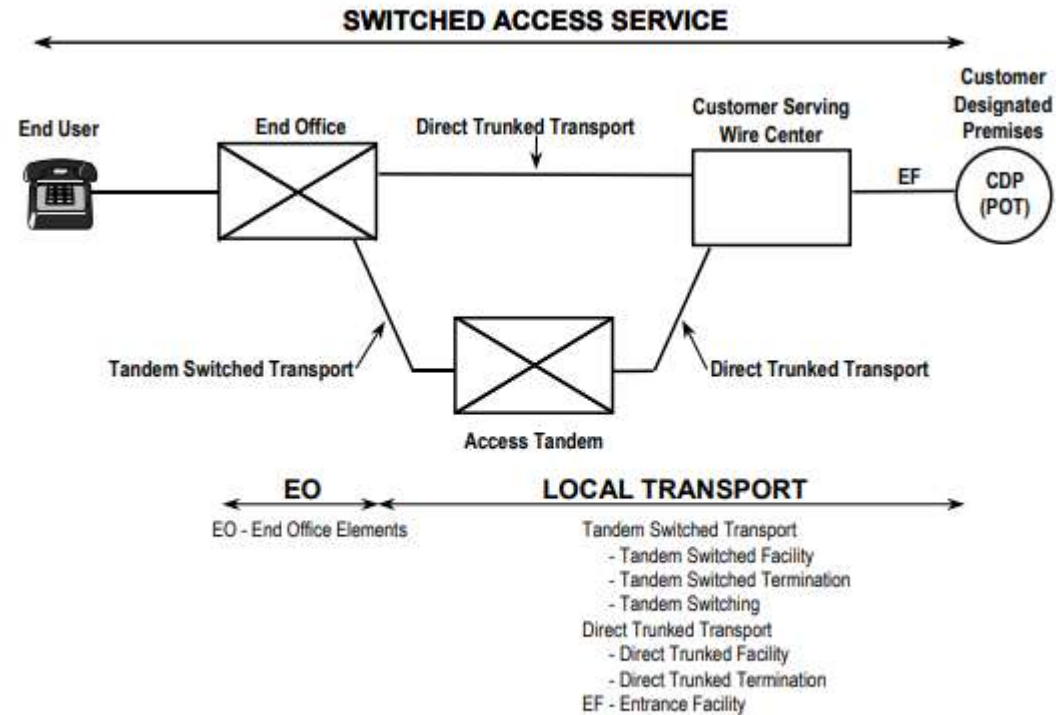 SWITCHED ACCESS SERVICE
Customer
Designated
Premises
End User
End Office
Direct Trunked Transport
Customer Serving
Wire Center
EF
CDP
(POT)
Tandem Switched Transport
Direct Trunked Transport
Access Tandem
EO
LOCAL TRANSPORT
EO - End Office Elements
Tandem Switched Transport
- Tandem Switched Facility
- Tandem Switched Termination
- Tandem Switching
Direct Trunked Transport
- Direct Trunked Facility
- Direct Trunked Termination
EF - Entrance Facility